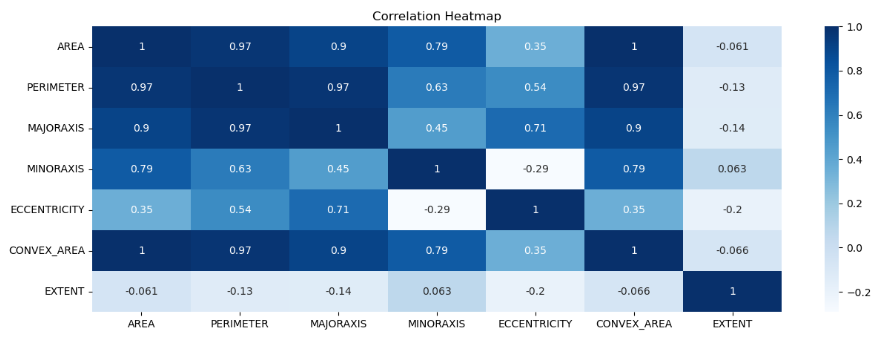 Correlation Heatmap
AREA 1 0.97 0.9 0.79 0.35 1 -0.061
PERIMETER 0.97 1 0.97 0.63 0.54 0.97 -0.13
MAJORAXIS 0.9 0.97 1 0.45 0.71 0.9 -0.14
MINORAXIS 0.79 0.63 0.45 1 -0.29 0.79 0.063
ECCENTRICITY 0.35 0.54 0.71 -0.29 1 0.35 -0.2
CONVEX_AREA 1 0.97 0.9 0.79 0.35 1 -0.066
EXTENT -0.061 -0.13 -0.14 0.063 -0.2 -0.066 1
AREA PERIMETER MAJORAXIS MINORAXIS ECCENTRICITY CONVEX_AREA EXTENT
1.0
0.8
0.6
0.4
0.2
0.0
−0.2